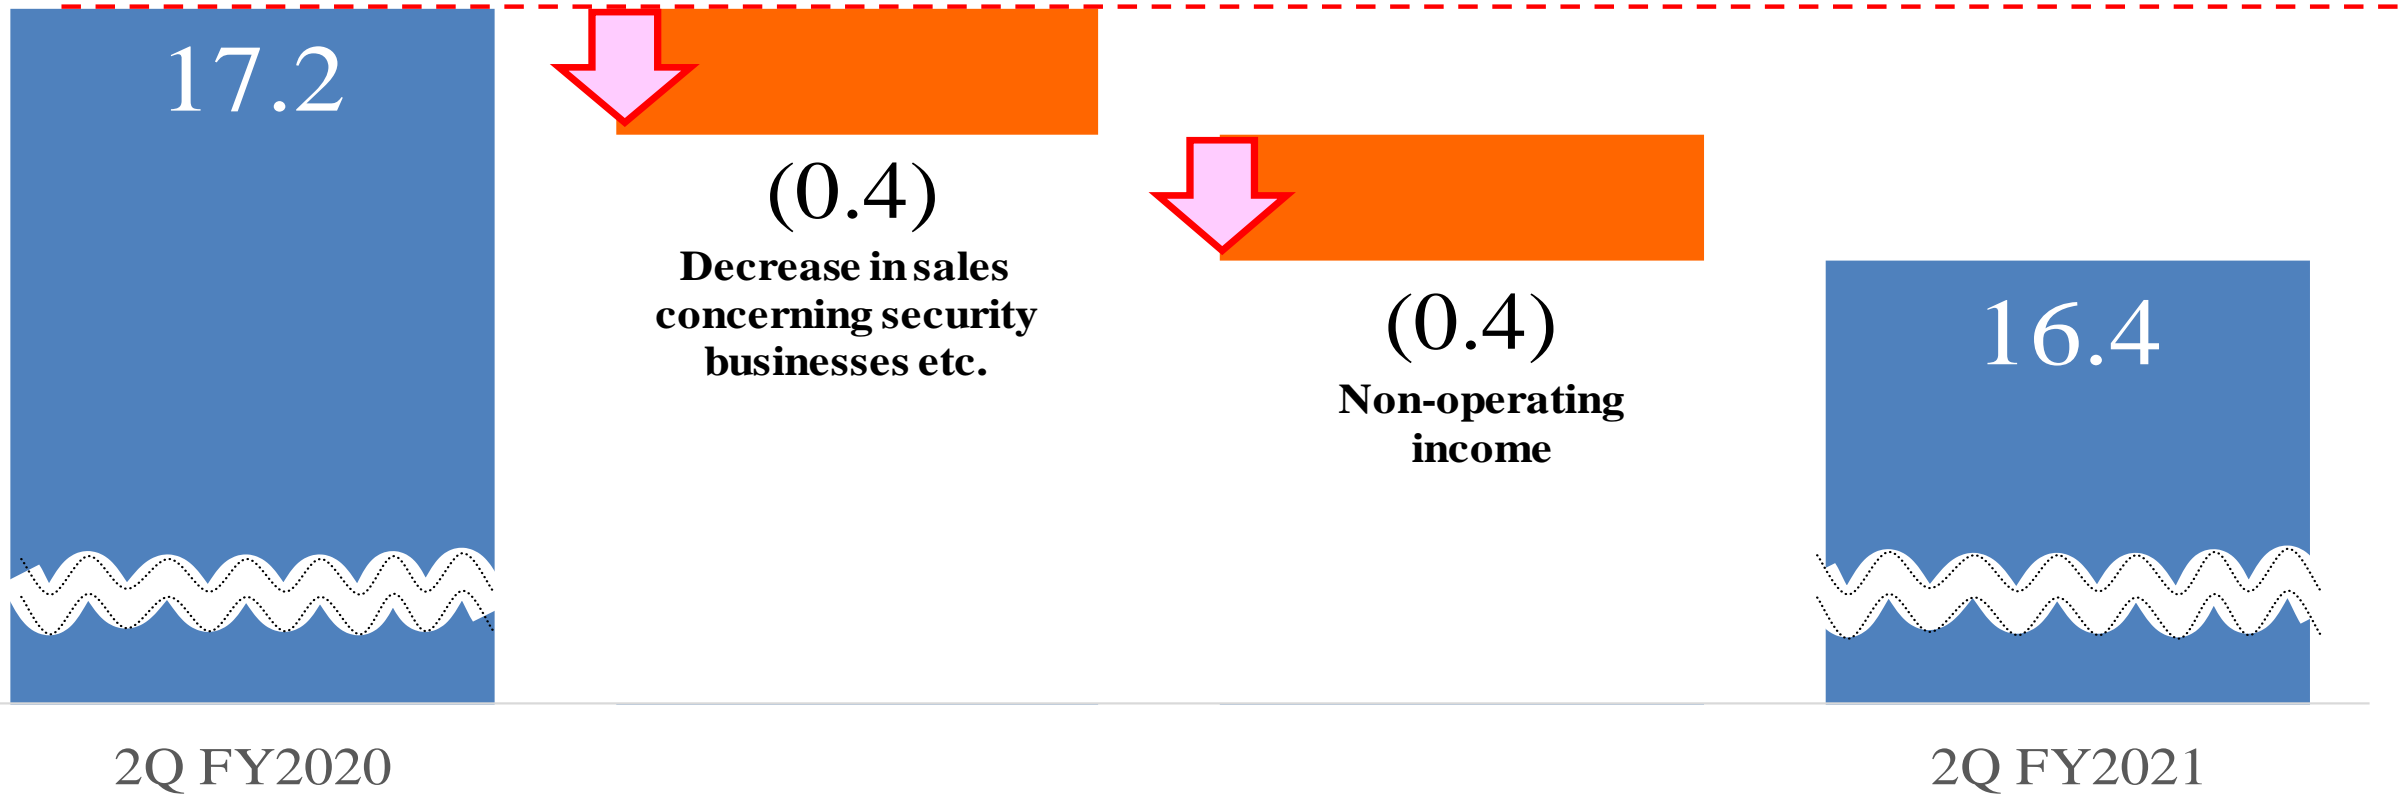 17.2
(0.4)
Decrease in sales
concerning security
businesses etc.
(0.4)
Non-operating
income
16.4
2Q FY2020
2Q FY2021